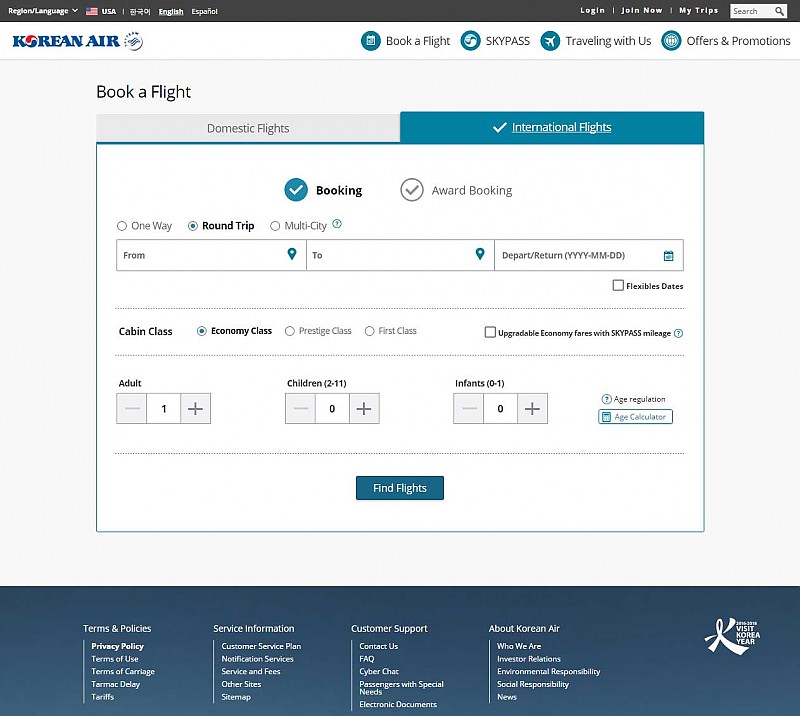 Region/Language USA | 한국어 English Español
Login | Join Now | My Trips Search
KOREAN AIR
Book a Flight SKYPASS Traveling with Us Offers & Promotions
Book a Flight
Domestic Flights International Flights
Booking Award Booking
One Way Round Trip Multi-City ?
From To Depart/Return (YYYY-MM-DD)
Flexibles Dates
Cabin Class Economy Class Prestige Class First Class Upgradable Economy fares with SKYPASS mileage ?
Adult Children (2-11) Infants (0-1)
? Age regulation
1 0 0
Age Calculator
Find Flights
Terms & Policies
Privacy Policy
Terms of Use
Terms of Carriage
Tarmac Delay
Tariffs
Service Information
Customer Service Plan
Notification Services
Service and Fees
Other Sites
Sitemap
Customer Support
Contact Us
FAQ
Cyber Chat
Passengers with Special
Needs
Electronic Documents
About Korean Air
Who We Are
Investor Relations
Environmental Responsibility
Social Responsibility
News
2016-2018
VISIT
KOREA
YEAR